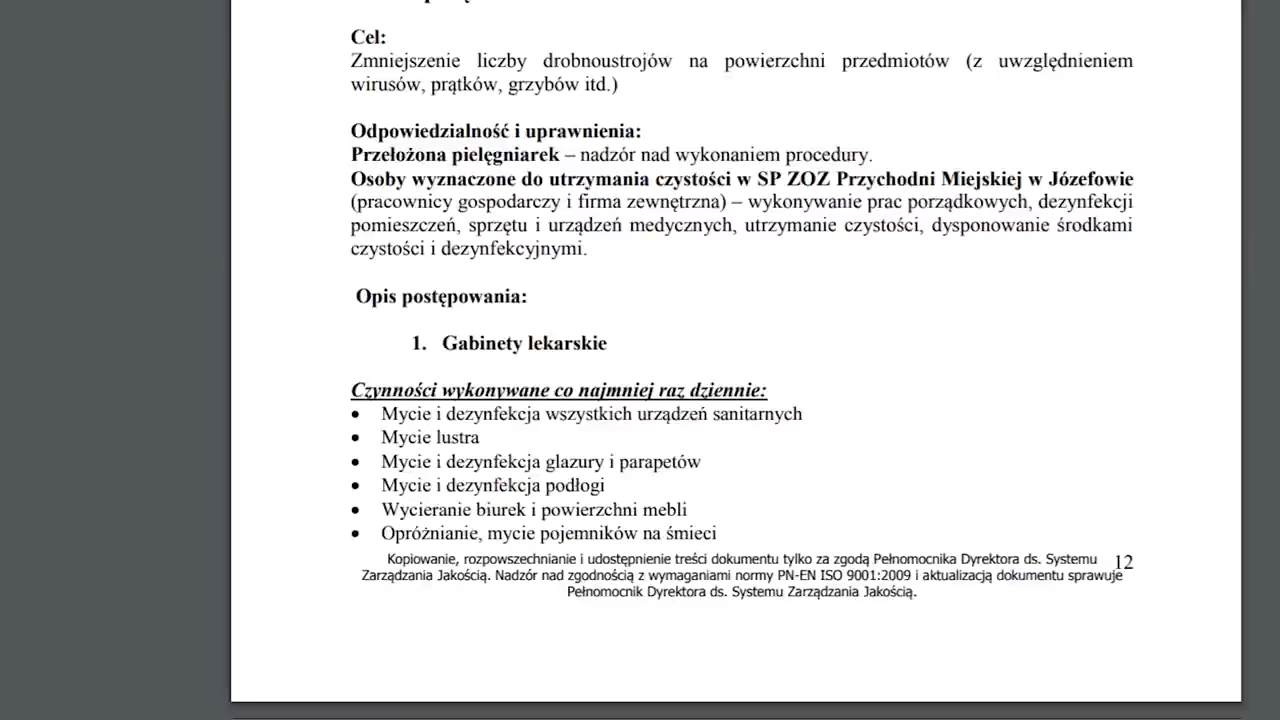 Cel:
Zmniejszenie liczby drobnoustrojów na powierzchni przedmiotów (z uwzględnieniem
wirusów, prątków, grzybów itd.)
Odpowiedzialność i uprawnienia:
Przełożona pielęgniarek – nadzór nad wykonaniem procedury.
Osoby wyznaczone do utrzymania czystości w SP ZOZ Przychodni Miejskiej w Józefowie
(pracownicy gospodarczy i firma zewnętrzna) – wykonywanie prac porządkowych, dezynfekcji
pomieszczeń, sprzętu i urządzeń medycznych, utrzymanie czystości, dysponowanie środkami
czystości i dezynfekcyjnymi.
Opis postępowania:
1. Gabinety lekarskie
Czynności wykonywane co najmniej raz dziennie:
• Mycie i dezynfekcja wszystkich urządzeń sanitarnych
• Mycie lustra
• Mycie i dezynfekcja glazury i parapetów
• Mycie i dezynfekcja podłogi
• Wycieranie biurek i powierzchni mebli
• Opróżnianie, mycie pojemników na śmieci
Kopiowanie, rozpowszechnianie i udostępnienie treści dokumentu tylko za zgodą Pełnomocnika Dyrektora ds. Systemu 12
Zarządzania Jakością. Nadzór nad zgodnością z wymaganiami normy PN-EN ISO 9001:2009 i aktualizacją dokumentu sprawuje
Pełnomocnik Dyrektora ds. Systemu Zarządzania Jakością.